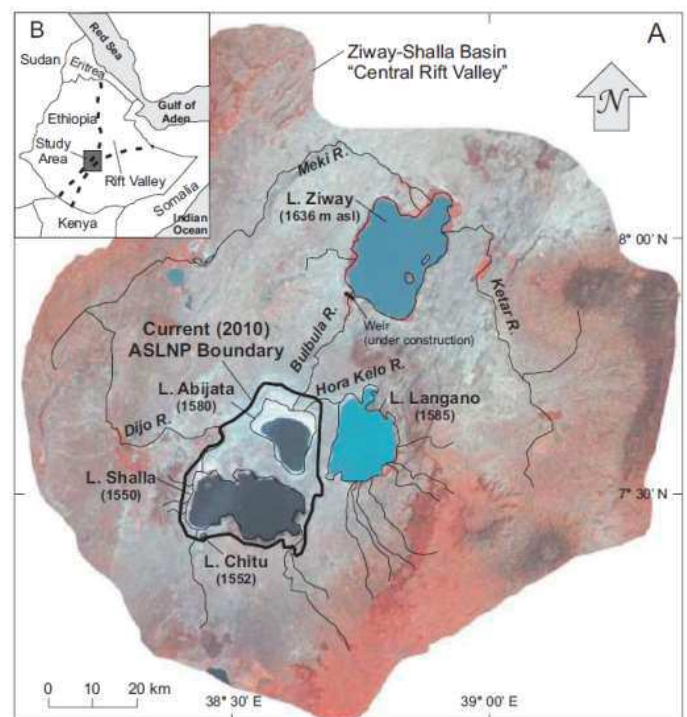 B
Red Sea
Sudan
Eritrea
Ethiopia
Gulf of
Aden
Study
Area
Rift Valley
Somalia
Kenya
Indian
Ocean
A
Ziway-Shalla Basin
“Central Rift Valley”
N
Meki R.
L. Ziway
(1636 m asl)
8° 00’ N
Ketar R.
Weir
(under construction)
Bulbula R.
Current (2010)
ASLNP Boundary
L. Abijata
(1580)
Hora Kelo R.
L. Langano
(1585)
Dijo R.
L. Shalla
(1550)
7° 30’ N
L. Chitu
(1552)
0 10 20 km
38° 30’ E
39° 00’ E